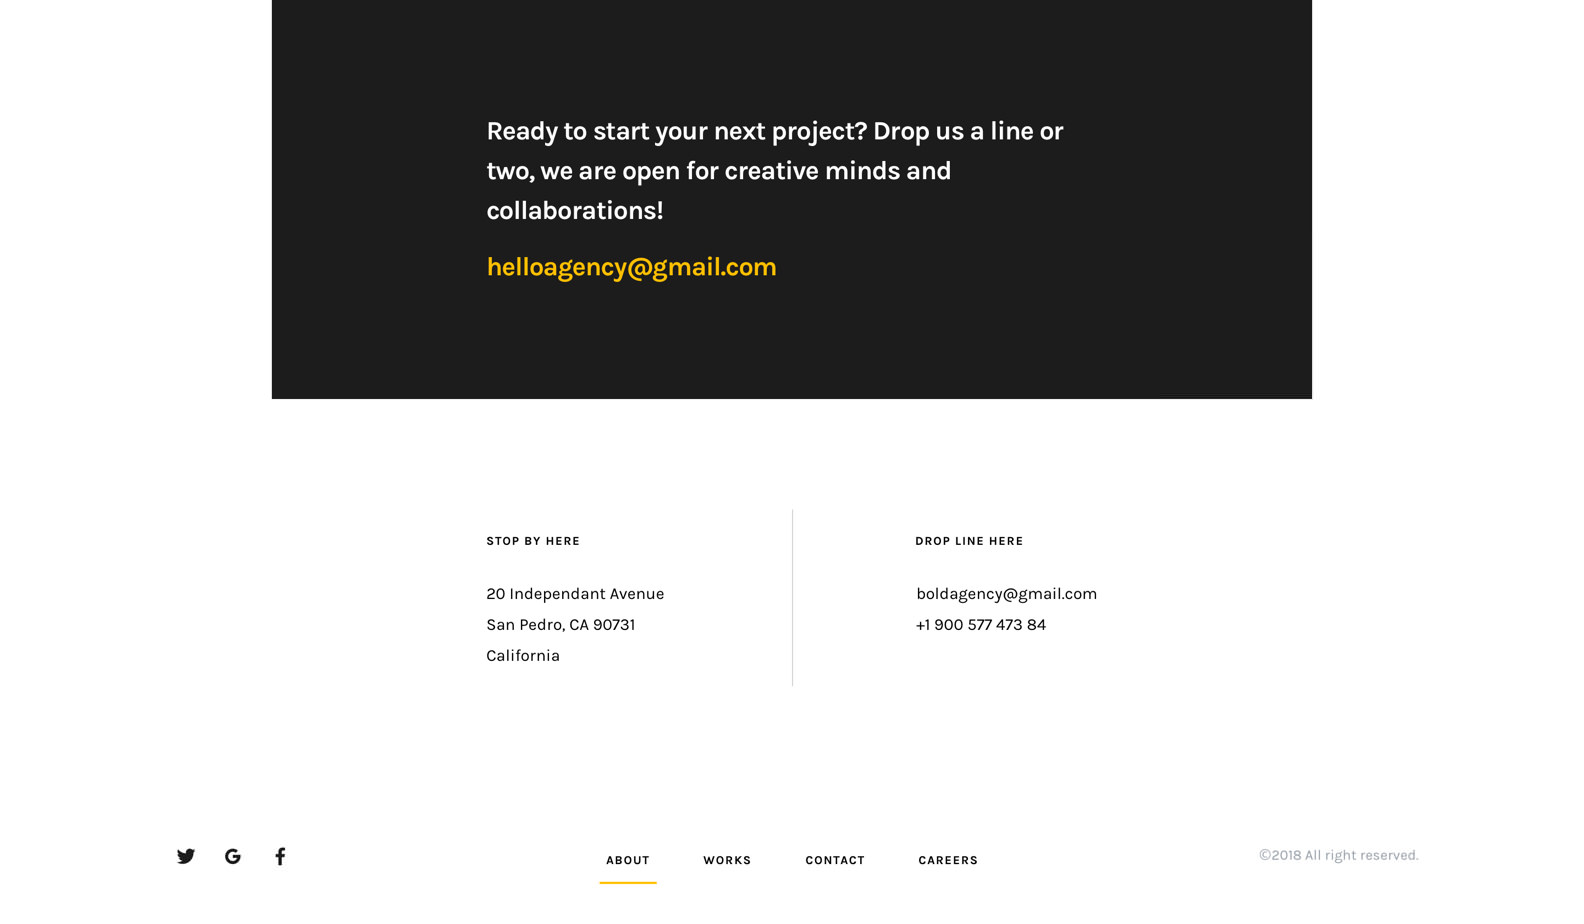 Ready to start your next project? Drop us a line or
two, we are open for creative minds and
collaborations!
helloagency@gmail.com
STOP BY HERE
20 Independant Avenue
San Pedro, CA 90731
California
DROP LINE HERE
boldagency@gmail.com
+1 900 577 473 84
ABOUT WORKS CONTACT CAREERS
©2018 All right reserved.